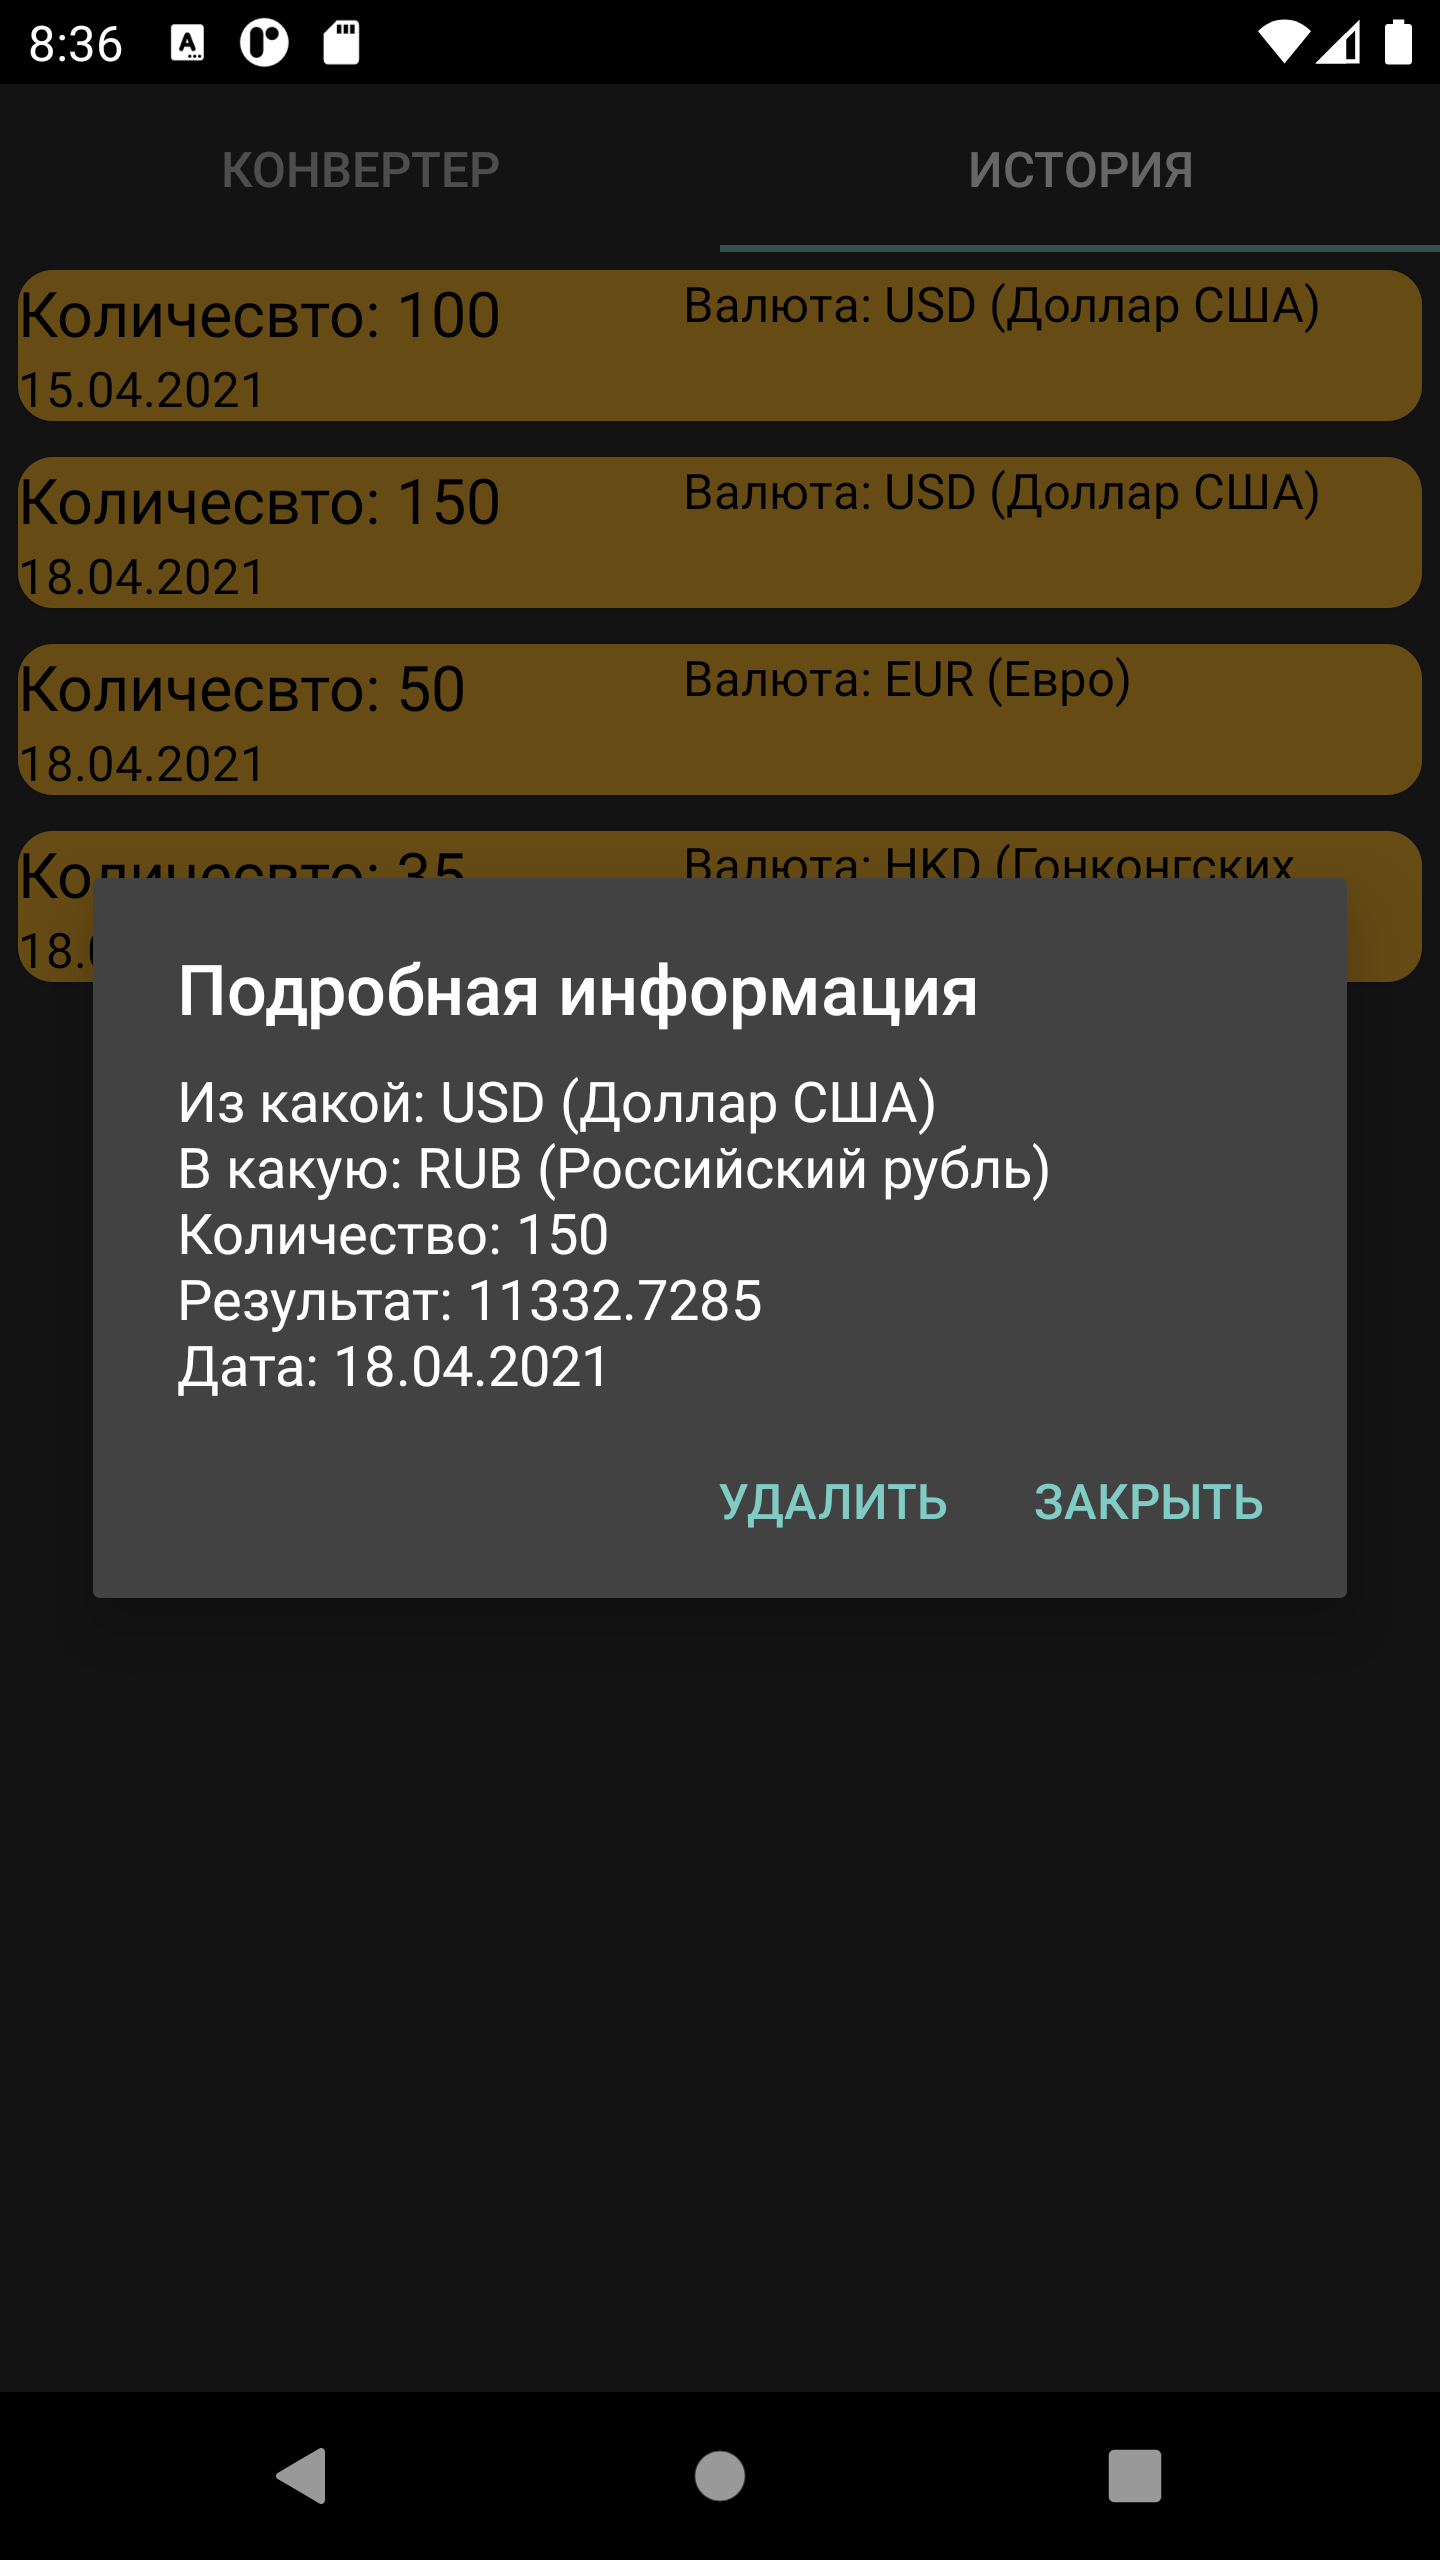 8:36
КОНВЕРТЕР ИСТОРИЯ
Количесвто: 100 Валюта: USD (Доллар США)
15.04.2021
Количесвто: 150 Валюта: USD (Доллар США)
18.04.2021
Количесвто: 50 Валюта: EUR (Евро)
18.04.2021
Количесвто: 35 Валюта: HKD (Гонконгских
18.0
Подробная информация
Из какой: USD (Доллар США)
В какую: RUB (Российский рубль)
Количество: 150
Результат: 11332.7285
Дата: 18.04.2021
УДАЛИТЬ ЗАКРЫТЬ